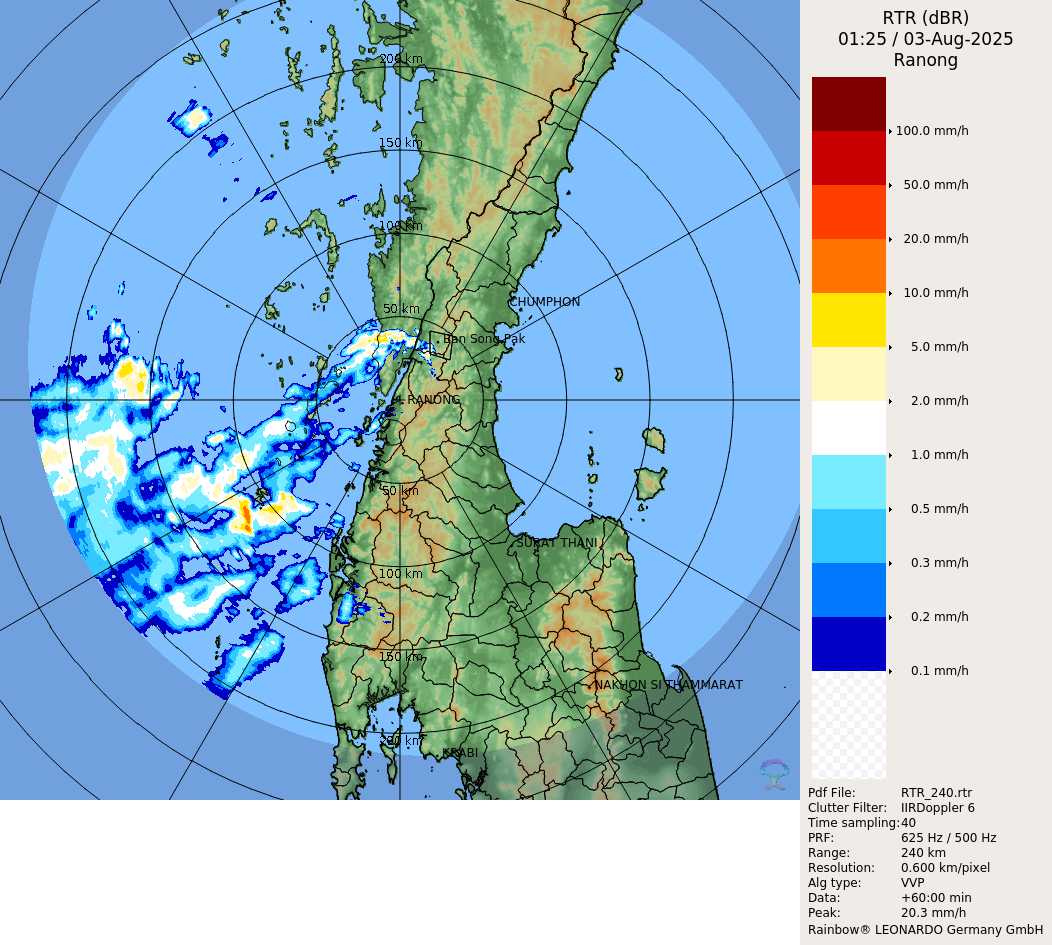 RTR (dBR)
01:25 / 03-Aug-2025
Ranong
100.0 mm/h
50.0 mm/h
20.0 mm/h
10.0 mm/h
5.0 mm/h
2.0 mm/h
1.0 mm/h
0.5 mm/h
0.3 mm/h
0.2 mm/h
0.1 mm/h
200 km
150 km
100 km
50 km
CHUMPHON
Ban Song Pak
RANONG
50 km
SURAT THANI
100 km
150 km
NAKHON SI THAMMARAT
200 km
KRABI
Pdf File: RTR_240.rtr
Clutter Filter: IIRDoppler 6
Time sampling:40
PRF: 625 Hz / 500 Hz
Range: 240 km
Resolution: 0.600 km/pixel
Alg type: VVP
Data: +60:00 min
Peak: 20.3 mm/h
Rainbow® LEONARDO Germany GmbH